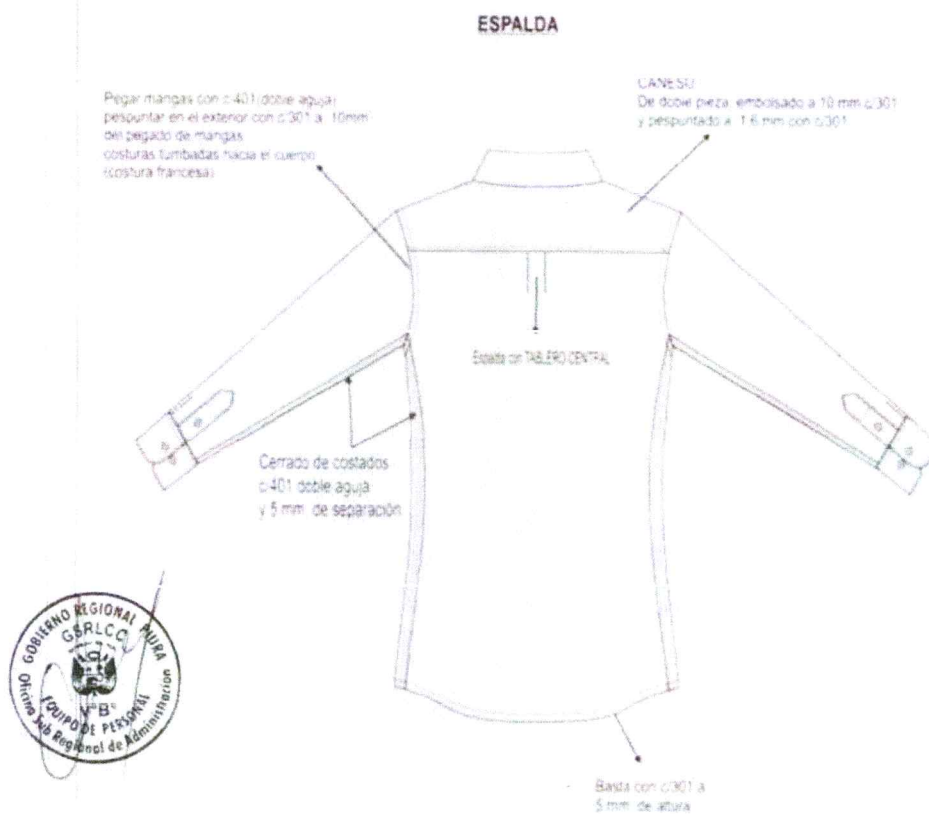 ESPALDA
Pegar mangas con c/401 (doble aguja)
pespuntar en el exterior con c/301 a 10mm
del pegado de mangas
costuras tumbadas hacia el cuerpo
(costura francesa)
CANESU
De doble pieza, embolsado a 10 mm c/301
y pespuntado a 1.6 mm con c/301
Espalda con TABLERO CENTRAL
Cerrado de costados
c/401 doble aguja
y 5 mm. de separación
GOBIERNO REGIONAL PIURA
GSRLCC
V°B°
EQUIPO DE PERSONAL
Oficina Sub Regional de Administración
Basta con c/301 a
5 mm. de altura